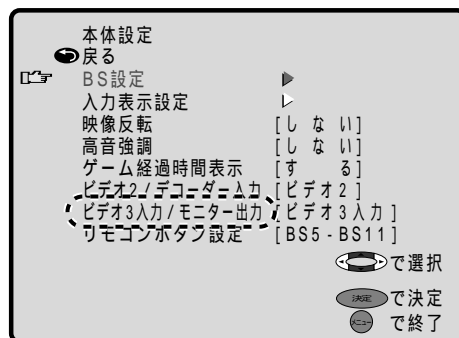 本体設定
戻る
BS設定
入力表示設定
映像反転 [しない]
高音強調 [しない]
ゲーム経過時間表示 [する]
ビデオ2/デコーダー入力 [ビデオ2]
ビデオ3入力/モニター出力 [ビデオ3入力]
リモコンボタン設定 [BS5-BS11]
で選択
決定 で決定
メニュー で終了